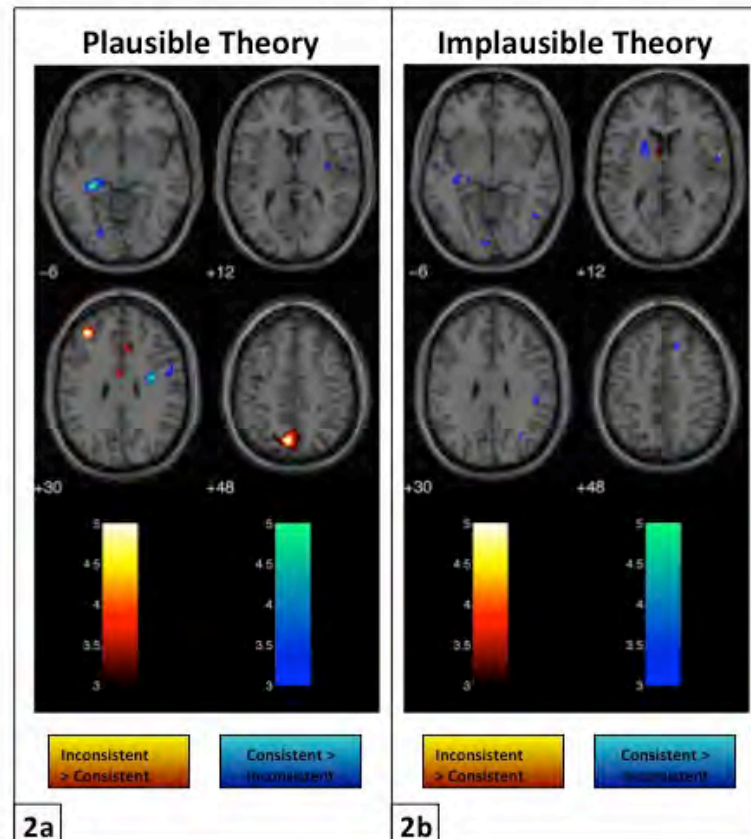 Plausible Theory
Implausible Theory
-6
+12
-6
+12
+30
+48
+30
+48
5
4.5
4
3.5
3
5
4.5
4
3.5
3
5
4.5
4
3.5
3
5
4.5
4
3.5
3
Inconsistent
> Consistent
Consistent >
Inconsistent
Inconsistent
> Consistent
Consistent >
Inconsistent
2a
2b